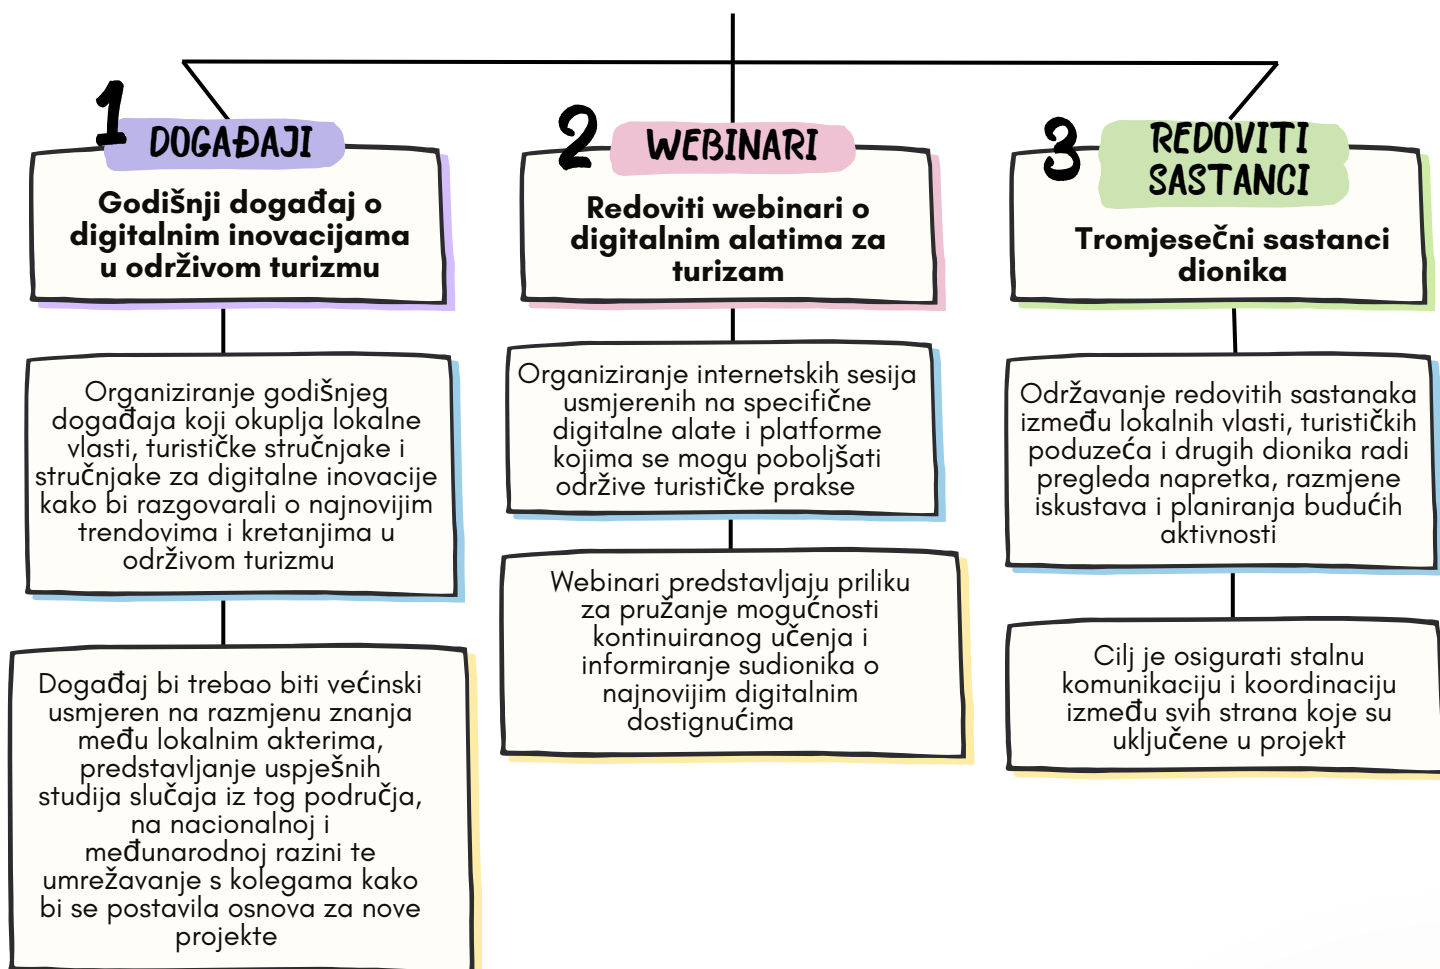 1
DOGAĐAJI
Godišnji događaj o
digitalnim inovacijama
u održivom turizmu
Organiziranje godišnjeg
događaja koji okuplja lokalne
vlasti, turističke stručnjake i
stručnjake za digitalne inovacije
kako bi razgovarali o najnovijim
trendovima i kretanjima u
održivom turizmu
Događaj bi trebao biti većinski
usmjeren na razmjenu znanja
među lokalnim akterima,
predstavljanje uspješnih
studija slučaja iz tog područja,
na nacionalnoj i
međunarodnoj razini te
umrežavanje s kolegama kako
bi se postavila osnova za nove
projekte
2
WEBINARI
Redoviti webinari o
digitalnim alatima za
turizam
Organiziranje internetskih sesija
usmjerenih na specifične
digitalne alate i platforme
kojima se mogu poboljšati
održive turističke prakse
Webinari predstavljaju priliku
za pružanje mogućnosti
kontinuiranog učenja i
informiranje sudionika o
najnovijim digitalnim
dostignućima
3
REDOVITI
SASTANCI
Tromjesečni sastanci
dionika
Održavanje redovitih sastanaka
između lokalnih vlasti, turističkih
poduzeća i drugih dionika radi
pregleda napretka, razmjene
iskustava i planiranja budućih
aktivnosti
Cilj je osigurati stalnu
komunikaciju i koordinaciju
između svih strana koje su
uključene u projekt